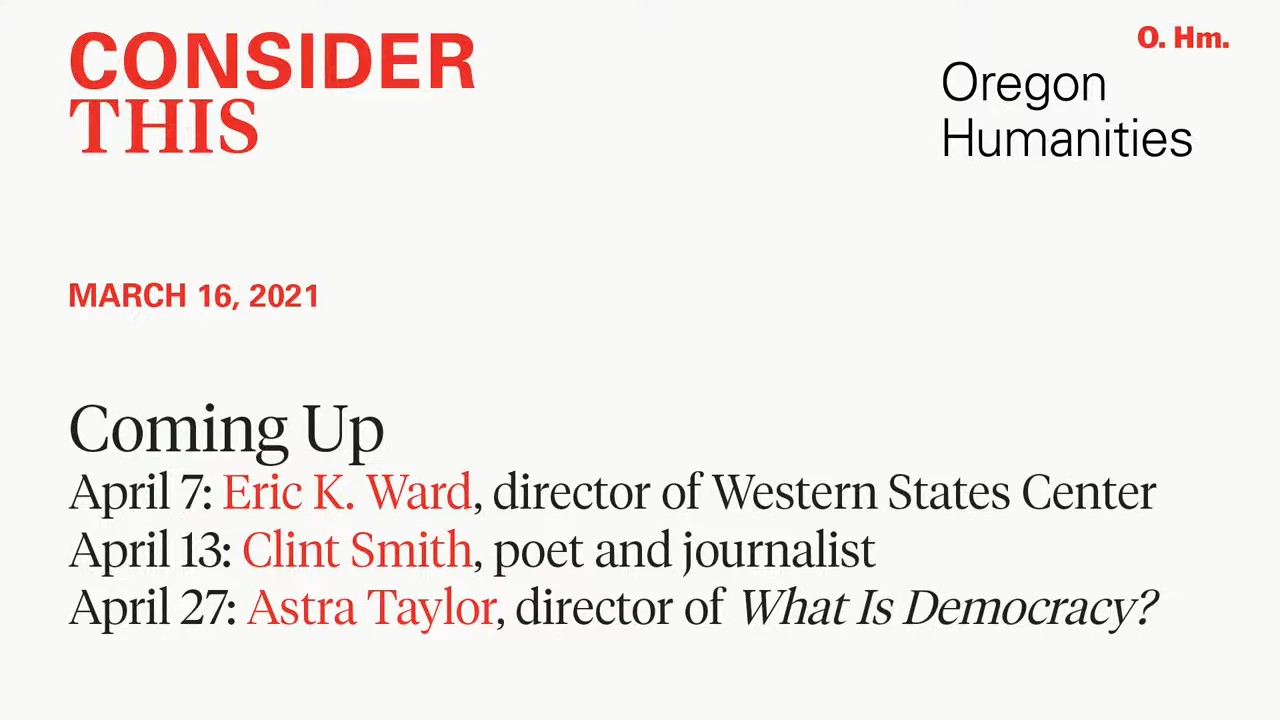 CONSIDER
THIS
O. Hm.
Oregon
Humanities
MARCH 16, 2021
Coming Up
April 7: Eric K. Ward, director of Western States Center
April 13: Clint Smith, poet and journalist
April 27: Astra Taylor, director of What Is Democracy?